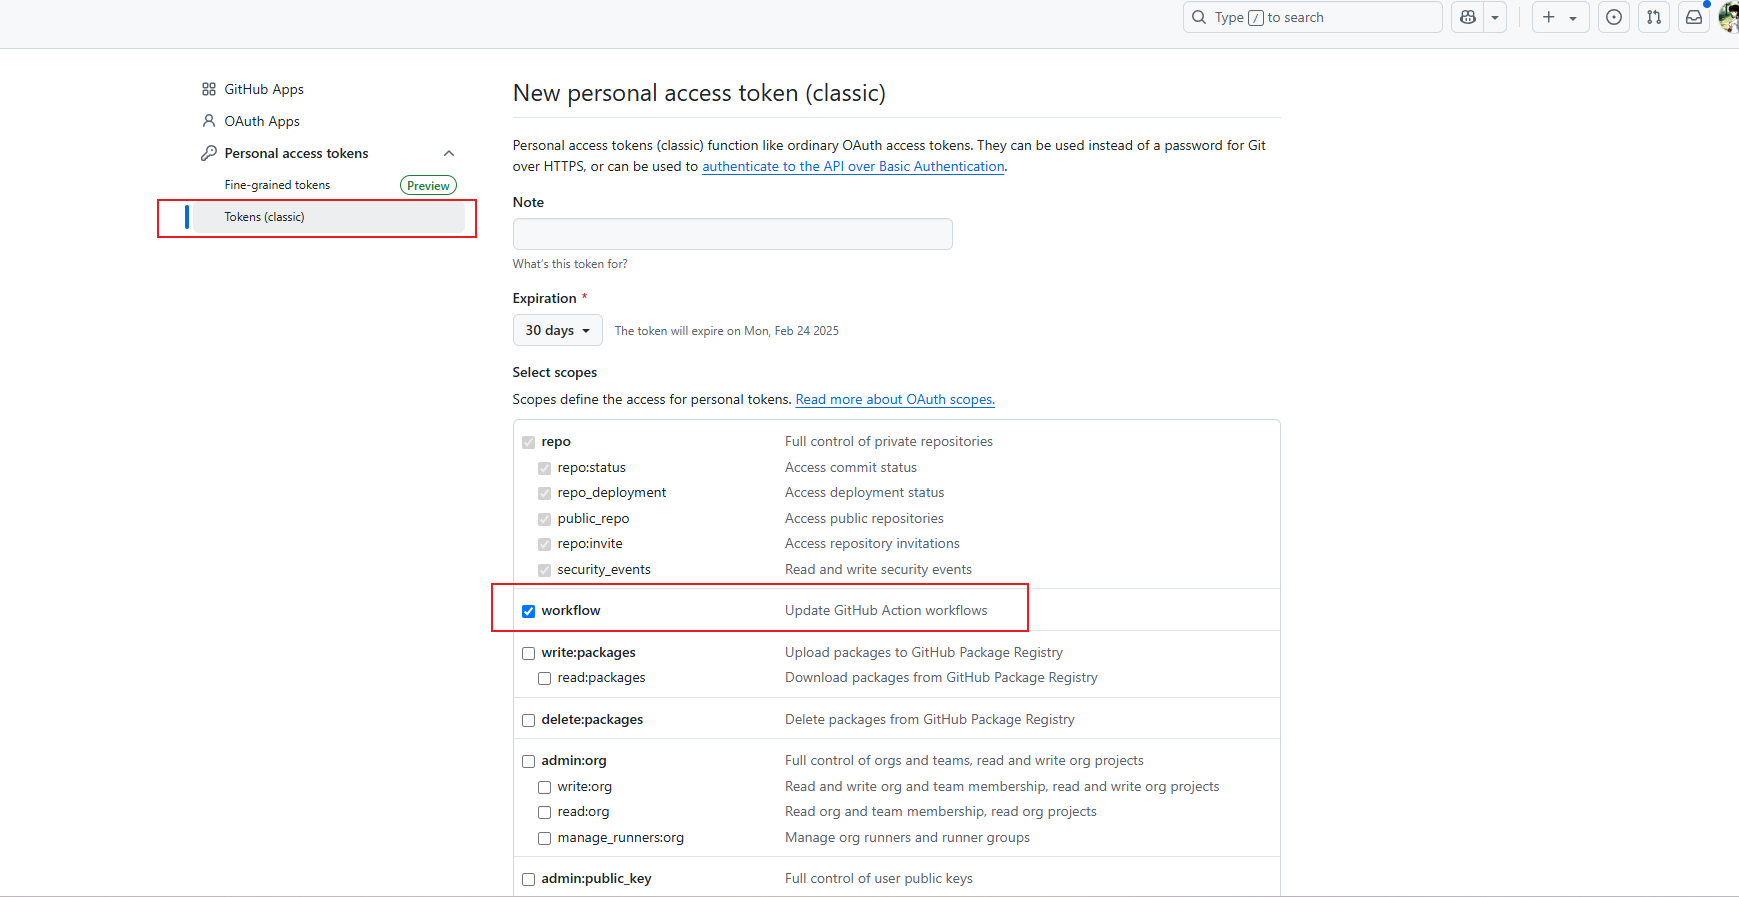 Type / to search
GitHub Apps
OAuth Apps
Personal access tokens
Fine-grained tokens Preview
Tokens (classic)
New personal access token (classic)
Personal access tokens (classic) function like ordinary OAuth access tokens. They can be used instead of a password for Git
over HTTPS, or can be used to authenticate to the API over Basic Authentication.
Note
What's this token for?
Expiration *
30 days The token will expire on Mon, Feb 24 2025
Select scopes
Scopes define the access for personal tokens. Read more about OAuth scopes.
repo Full control of private repositories
repo:status Access commit status
repo_deployment Access deployment status
public_repo Access public repositories
repo:invite Access repository invitations
security_events Read and write security events
workflow Update GitHub Action workflows
write:packages Upload packages to GitHub Package Registry
read:packages Download packages from GitHub Package Registry
delete:packages Delete packages from GitHub Package Registry
admin:org Full control of orgs and teams, read and write org projects
write:org Read and write org and team membership, read and write org projects
read:org Read org and team membership, read org projects
manage_runners:org Manage org runners and runner groups
admin:public_key Full control of user public keys